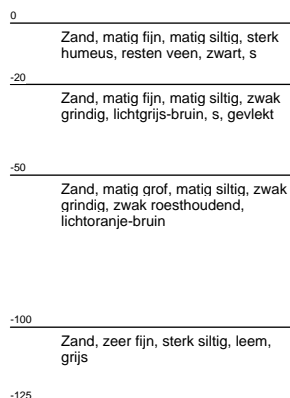 0
Zand, matig fijn, matig siltig, sterk
humeus, resten veen, zwart, s
-20
Zand, matig fijn, matig siltig, zwak
grindig, lichtgrijs-bruin, s, gevlekt
-50
Zand, matig grof, matig siltig, zwak
grindig, zwak roesthoudend,
lichtoranje-bruin
-100
Zand, zeer fijn, sterk siltig, leem,
grijs
-125